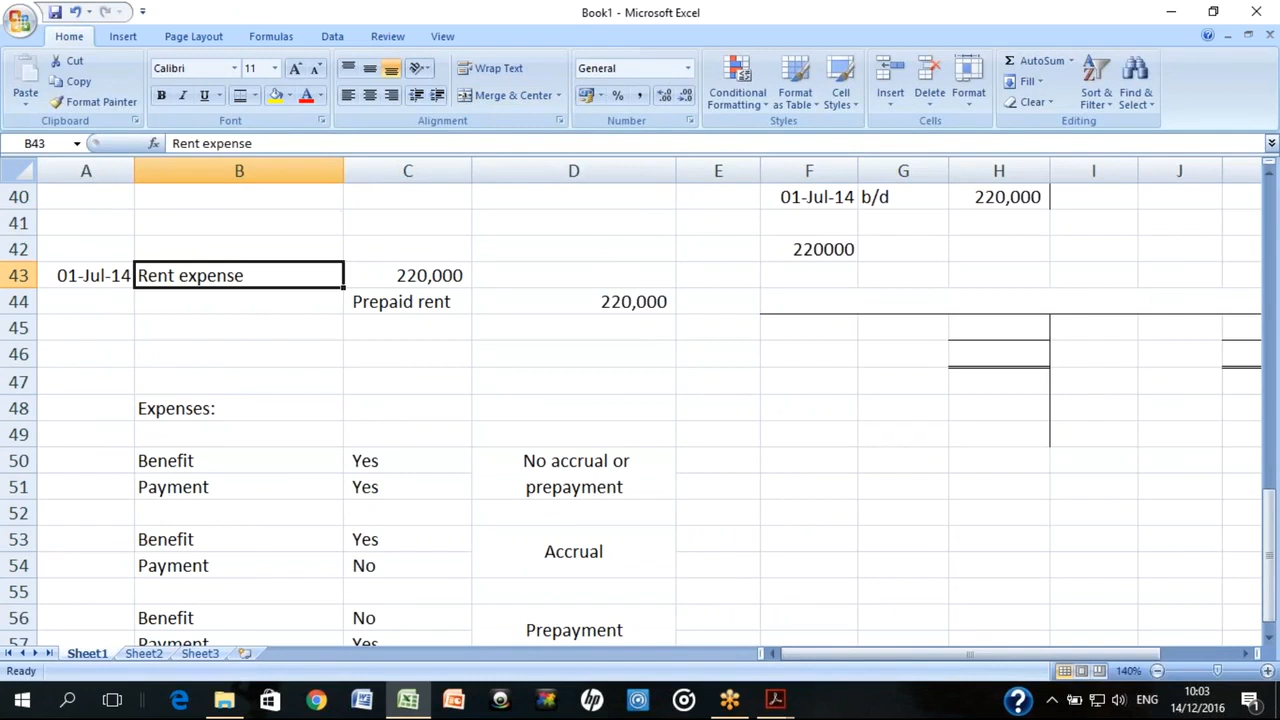 Book1 - Microsoft Excel
Home Insert Page Layout Formulas Data Review View
Paste
Cut
Copy
Format Painter
Clipboard
Calibri 11
B I U
Font
Wrap Text
Merge & Center
Alignment
General
Number
Conditional Formatting
Format as Table
Cell Styles
Styles
Insert Delete Format
Cells
AutoSum
Fill
Clear
Sort & Filter
Find & Select
Editing
B43 fx Rent expense
A B C D E F G H I J
40 01-Jul-14 b/d 220,000
41
42 220000
43 01-Jul-14 Rent expense 220,000
44 Prepaid rent 220,000
45
46
47
48 Expenses:
49
50 Benefit Yes No accrual or
51 Payment Yes prepayment
52
53 Benefit Yes
Accrual
54 Payment No
55
56 Benefit No
Prepayment
57 Payment Yes
Sheet1 Sheet2 Sheet3
Ready 140%
ENG 10:03
14/12/2016